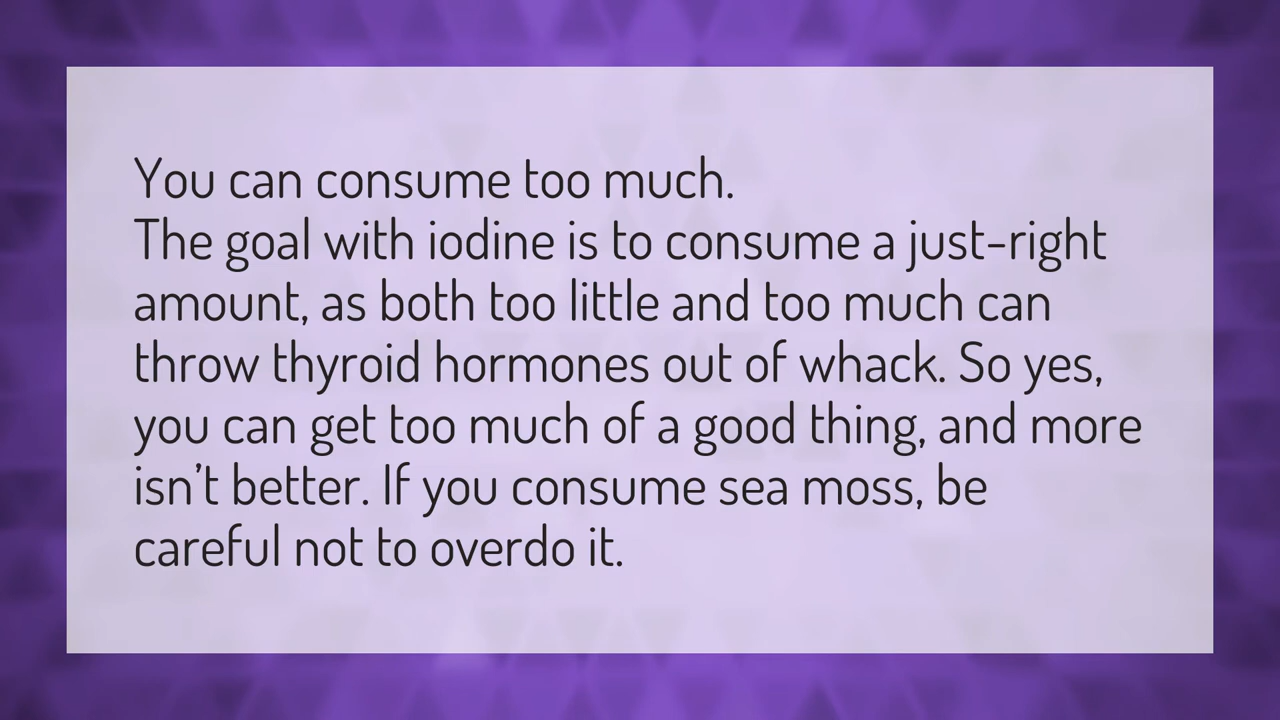 You can consume too much.
The goal with iodine is to consume a just-right
amount, as both too little and too much can
throw thyroid hormones out of whack. So yes,
you can get too much of a good thing, and more
isn't better. If you consume sea moss, be
careful not to overdo it.